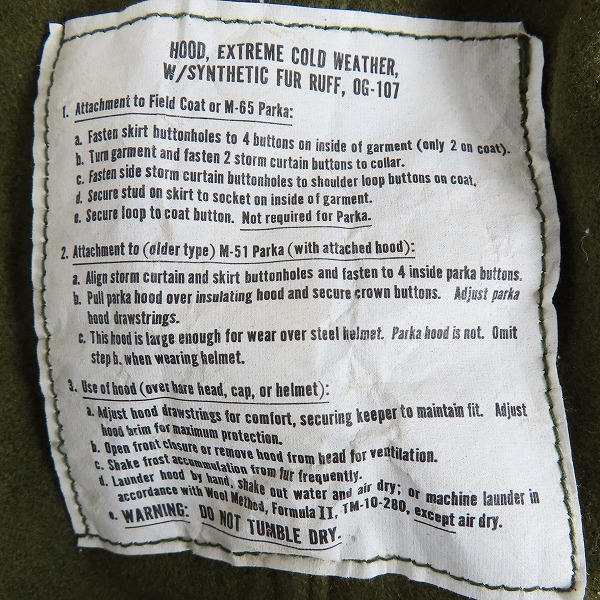 HOOD, EXTREME COLD WEATHER,
W/SYNTHETIC FUR RUFF, OG-107
1. Attachment to Field Coat or M-65 Parka:
a. Fasten skirt buttonholes to 4 buttons on inside of garment (only 2 on coat).
b. Turn garment and fasten 2 storm curtain buttons to collar.
c. Fasten side storm curtain buttonholes to shoulder loop buttons on coat.
d. Secure stud on skirt to socket on inside of garment.
e. Secure loop to coat button. Not required for Parka.
2. Attachment to (older type) M-51 Parka (with attached hood):
a. Align storm curtain and skirt buttonholes and fasten to 4 inside parka buttons.
b. Pull parka hood over insulating hood and secure crown buttons. Adjust parka
hood drawstrings.
c. This hood is large enough for wear over steel helmet. Parka hood is not. Omit
step b. when wearing helmet.
3. Use of hood (over bare head, cap, or helmet):
a. Adjust hood drawstrings for comfort, securing keeper to maintain fit. Adjust
hood brim for maximum protection.
b. Open front closure or remove hood from head for ventilation.
c. Shake frost accummulation from fur frequently.
d. Launder hood by hand, shake out water and air dry; or machine launder in
accordance with Wool Method, Formula II, TM-10-280, except air dry.
e. WARNING: DO NOT TUMBLE DRY.